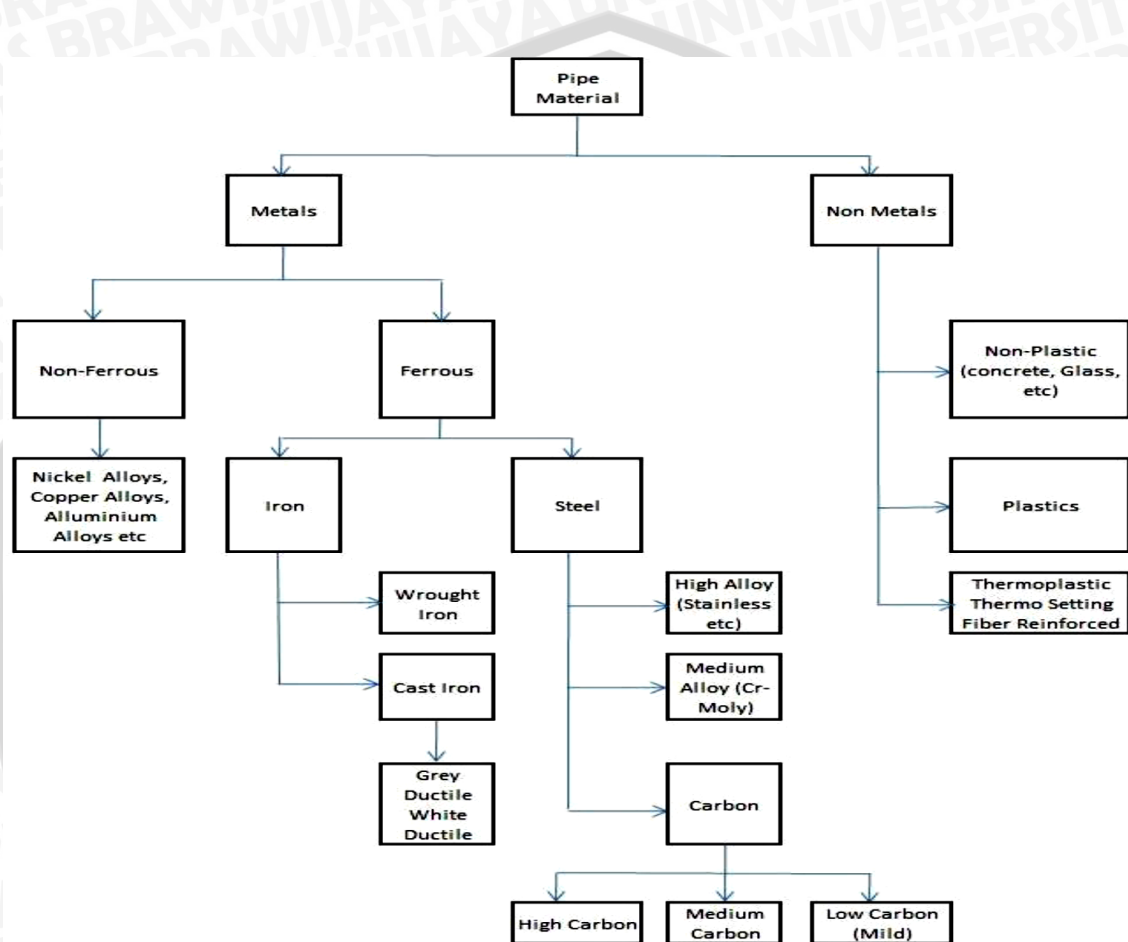 Pipe
Material
Metals
Non Metals
Non-Ferrous
Ferrous
Non-Plastic
(concrete, Glass,
etc)
Nickel Alloys,
Copper Alloys,
Alluminium
Alloys etc
Iron
Steel
Plastics
Wrought
Iron
High Alloy
(Stainless
etc)
Thermoplastic
Thermo Setting
Fiber Reinforced
Cast Iron
Medium
Alloy (Cr-
Moly)
Grey
Ductile
White
Ductile
Carbon
High Carbon
Medium
Carbon
Low Carbon
(Mild)